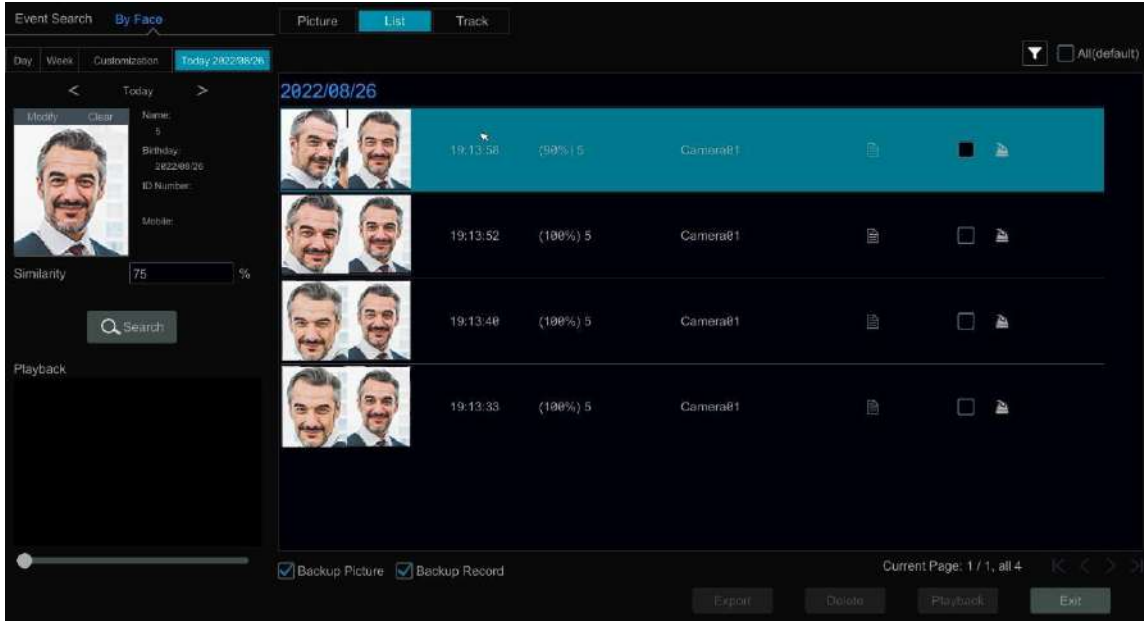 Event Search By Face Picture List Track
Day Week Customization Today 2022/08/26
All(default)
< Today >
Modify Clear
Name:
5
Birthday:
2022/08/26
ID Number:
Mobile:
Similarity 75 %
Search
Playback
2022/08/26
19:13:58 (90%) 5 Camera01
19:13:52 (100%) 5 Camera01
19:13:40 (100%) 5 Camera01
19:13:33 (100%) 5 Camera01
Backup Picture Backup Record
Current Page: 1 / 1, all 4
Export Delete Playback Exit